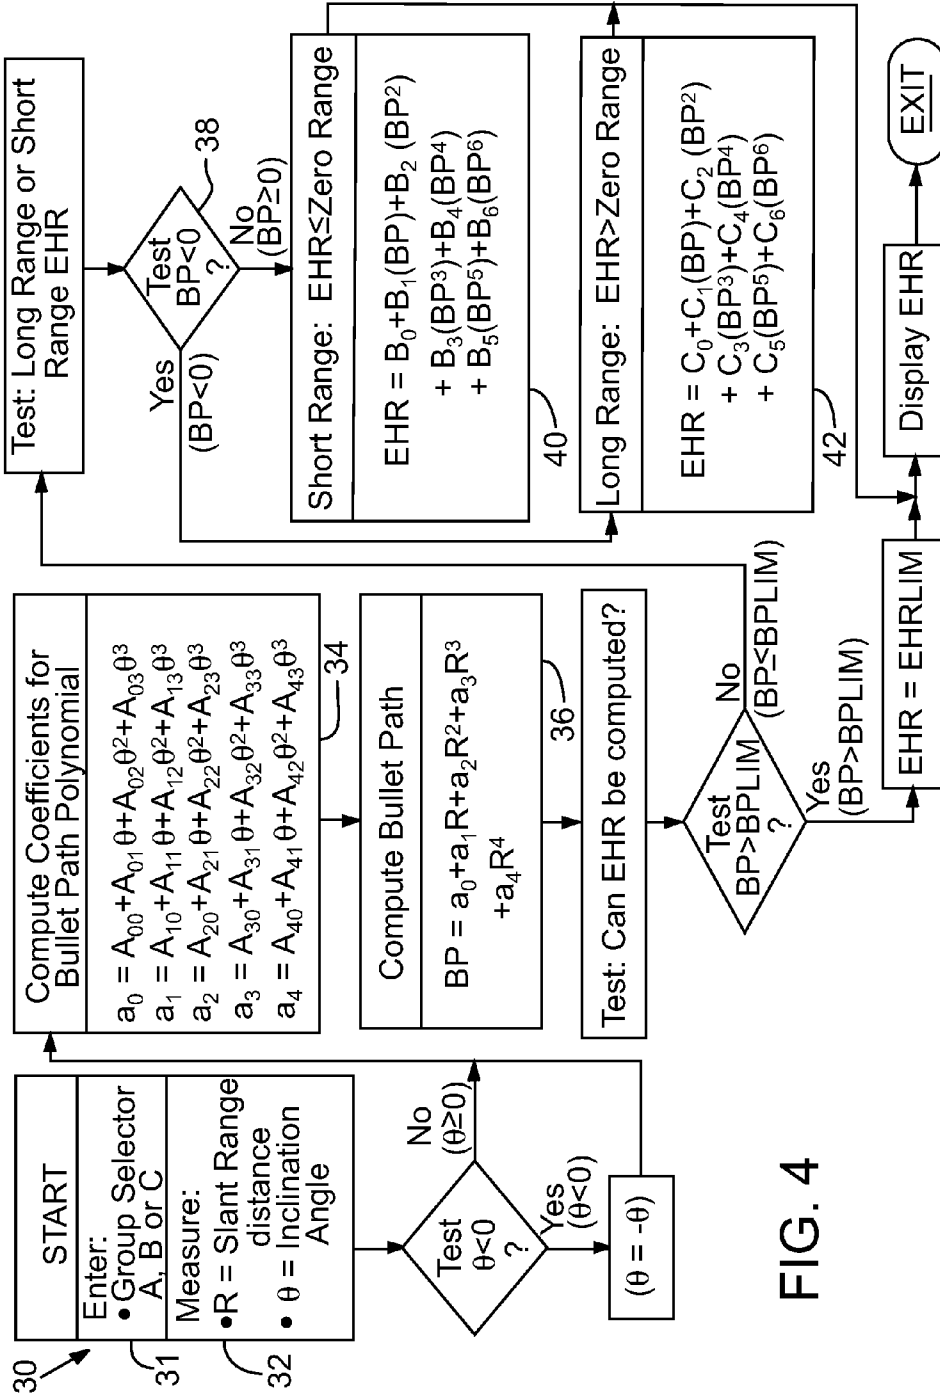 30
START
Enter:
• Group Selector
A, B or C
31
Measure:
• R = Slant Range
distance
• θ = Inclination
Angle
32
Test
θ<0
?
No
(θ≥0)
Yes
(θ<0)
(θ = -θ)
Compute Coefficients for
Bullet Path Polynomial
a₀ = A₀₀+A₀₁θ+A₀₂θ²+A₀₃θ³
a₁ = A₁₀+A₁₁θ+A₁₂θ²+A₁₃θ³
a₂ = A₂₀+A₂₁θ+A₂₂θ²+A₂₃θ³
a₃ = A₃₀+A₃₁θ+A₃₂θ²+A₃₃θ³
a₄ = A₄₀+A₄₁θ+A₄₂θ²+A₄₃θ³
34
Compute Bullet Path
BP = a₀+a₁R+a₂R²+a₃R³
+a₄R⁴
36
Test: Can EHR be computed?
Test
BP>BPLIM
?
No
(BP≤BPLIM)
Yes
(BP>BPLIM)
EHR = EHRLIM
Test: Long Range or Short
Range EHR
Test
BP<0
?
38
Yes
(BP<0)
No
(BP≥0)
Short Range: EHR≤Zero Range
EHR = B₀+B₁(BP)+B₂ (BP²)
+ B₃(BP³)+B₄(BP⁴)
+ B₅(BP⁵)+B₆(BP⁶)
40
Long Range: EHR>Zero Range
EHR = C₀+C₁(BP)+C₂ (BP²)
+ C₃(BP³)+C₄(BP⁴)
+ C₅(BP⁵)+C₆(BP⁶)
42
Display EHR
EXIT
FIG. 4